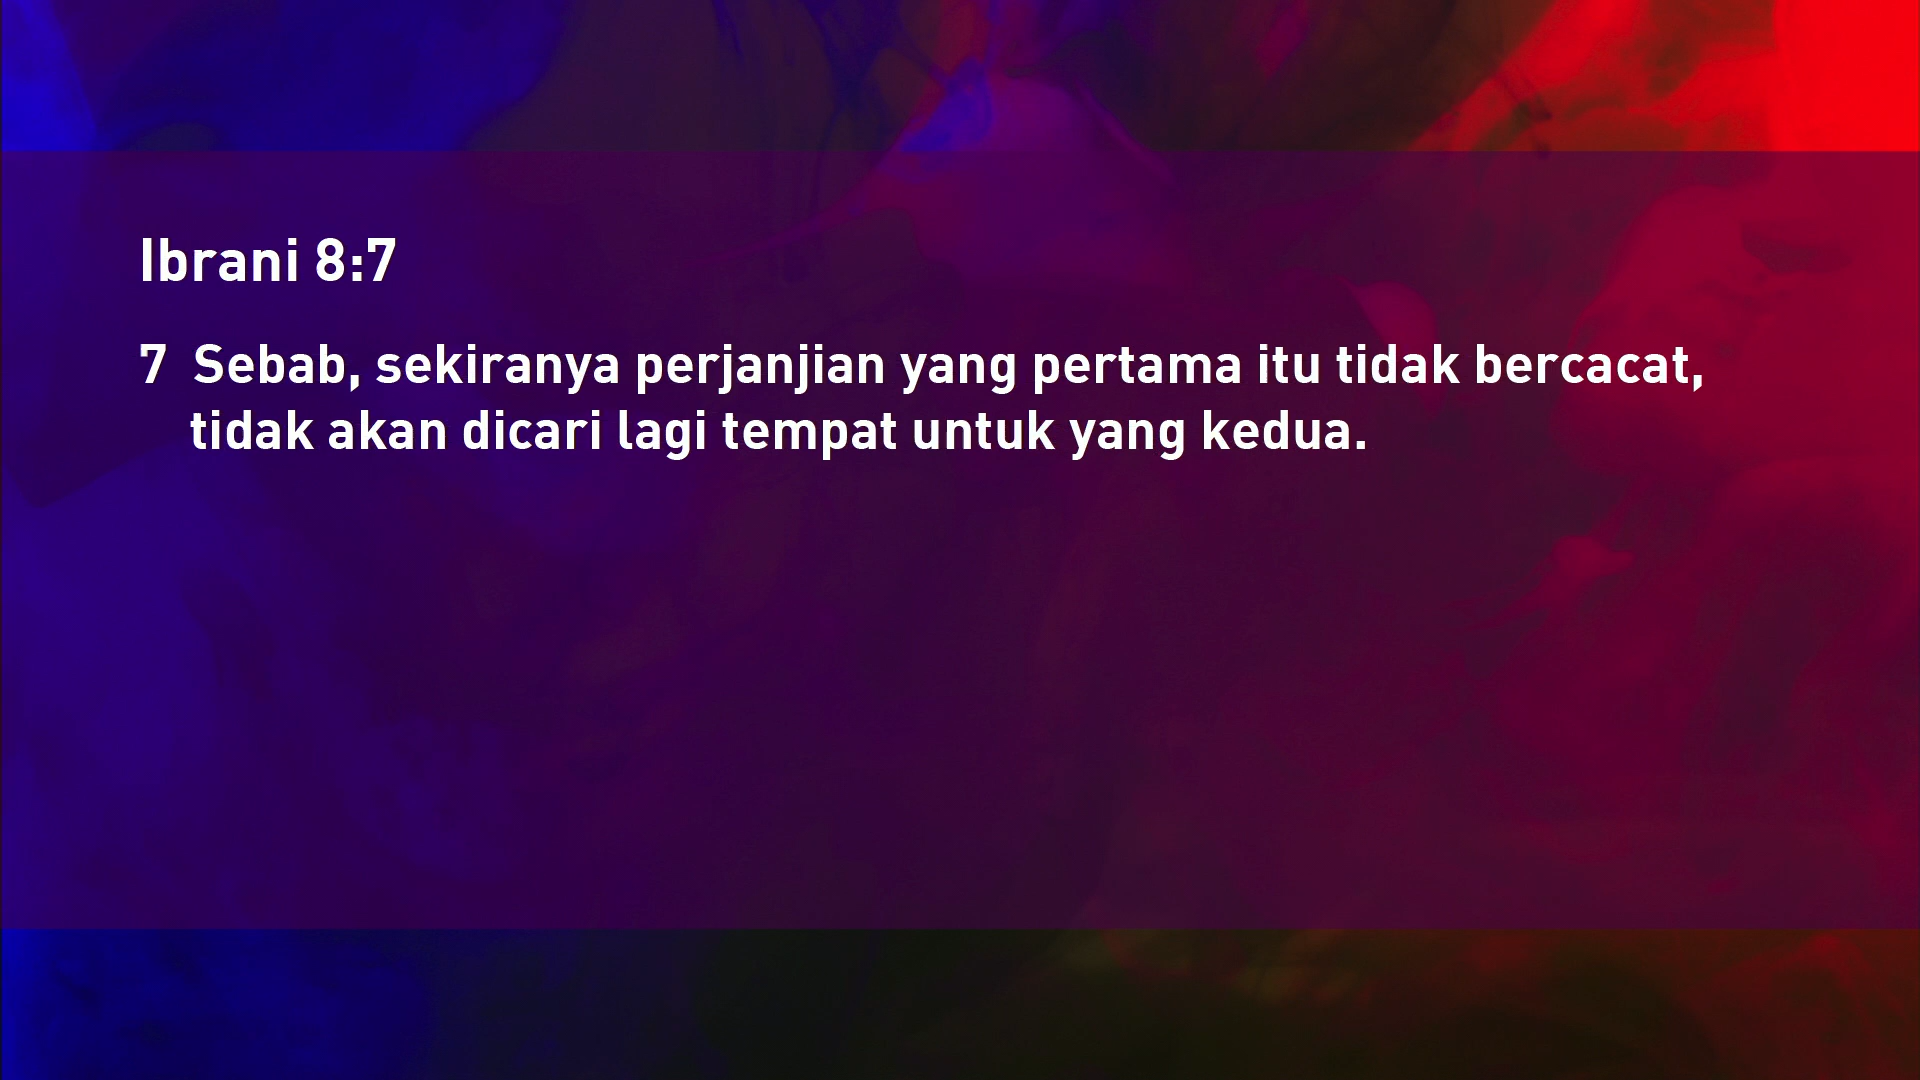 Ibrani 8:7
7 Sebab, sekiranya perjanjian yang pertama itu tidak bercacat,
tidak akan dicari lagi tempat untuk yang kedua.